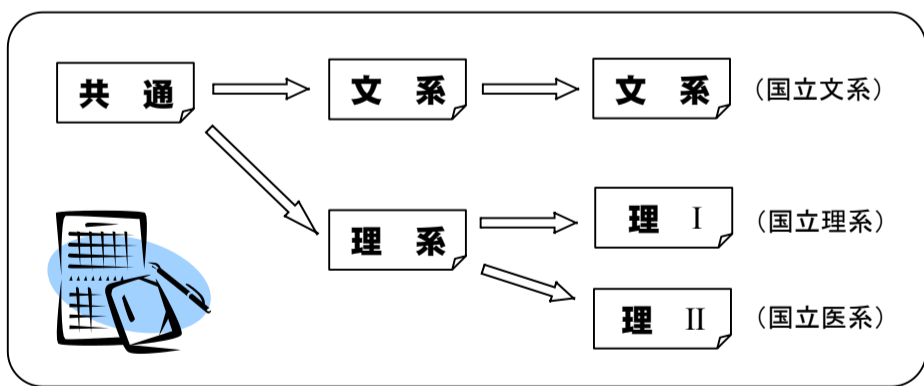 共 通
文 系
文 系
(国立文系)
理 系
理 I
(国立理系)
理 II
(国立医系)